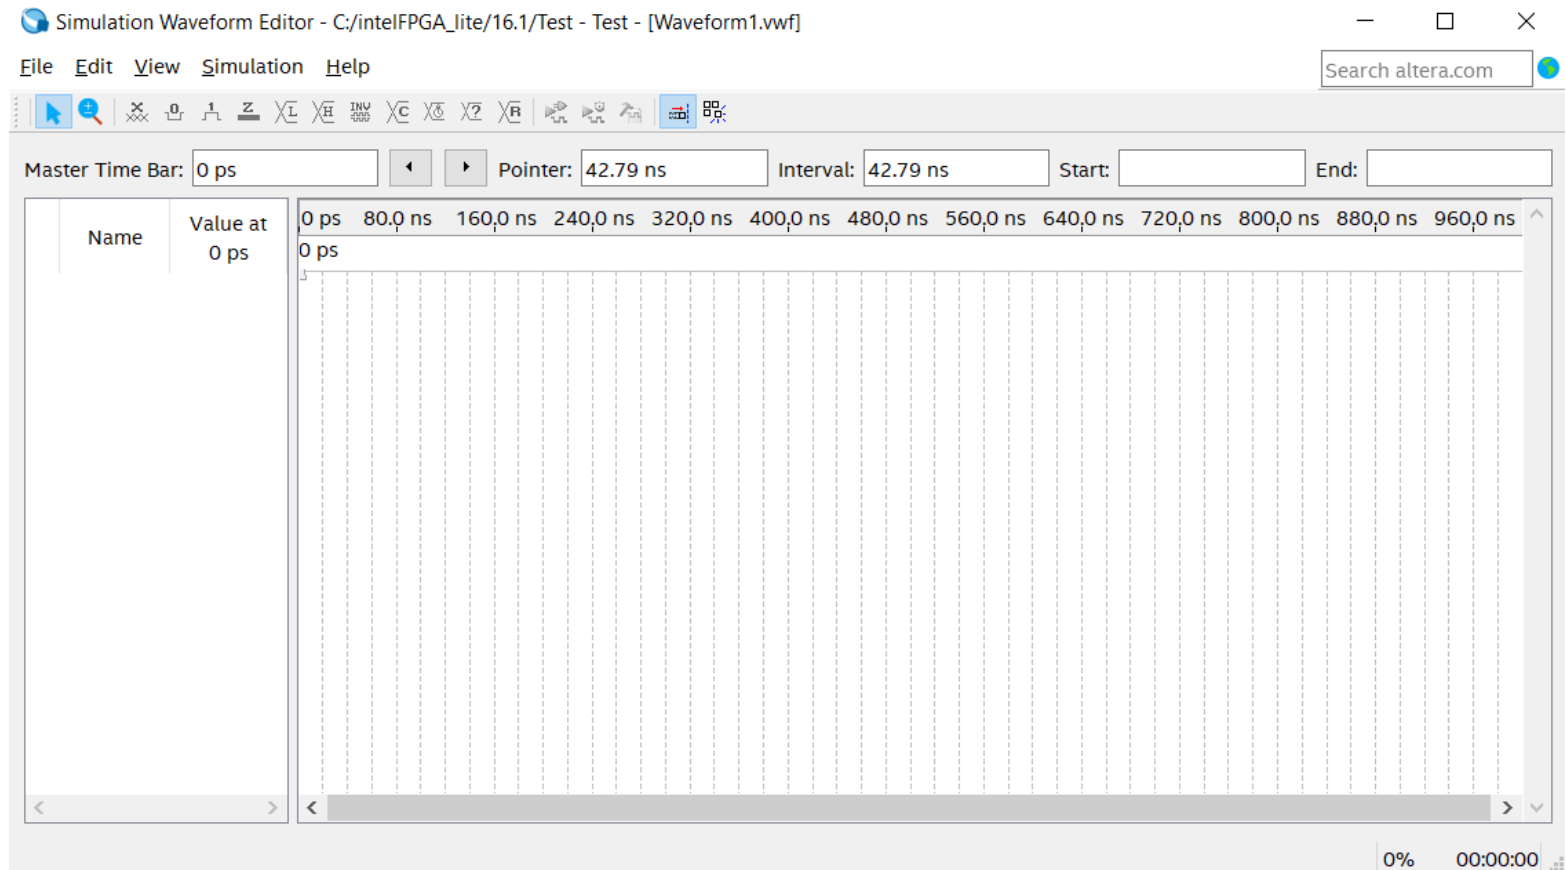 Simulation Waveform Editor - C:/intelFPGA_lite/16.1/Test - Test - [Waveform1.vwf]
File Edit View Simulation Help
Search altera.com
X 0 1 Z L H INV C ? R
Master Time Bar: 0 ps Pointer: 42.79 ns Interval: 42.79 ns Start: End:
Name
Value at
0 ps
0 ps 80.0 ns 160.0 ns 240.0 ns 320.0 ns 400.0 ns 480.0 ns 560.0 ns 640.0 ns 720.0 ns 800.0 ns 880.0 ns 960.0 ns
0 ps
0% 00:00:00